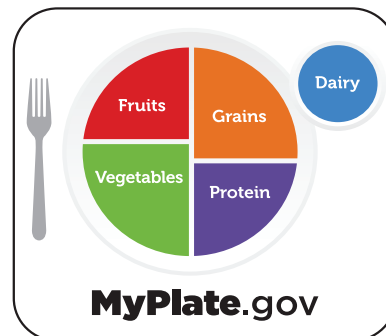 Dairy
Fruits
Grains
Vegetables
Protein
MyPlate.gov